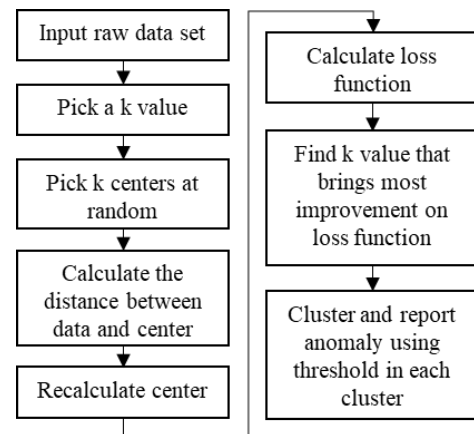 Input raw data set
Pick a k value
Pick k centers at
random
Calculate the
distance between
data and center
Recalculate center
Calculate loss
function
Find k value that
brings most
improvement on
loss function
Cluster and report
anomaly using
threshold in each
cluster